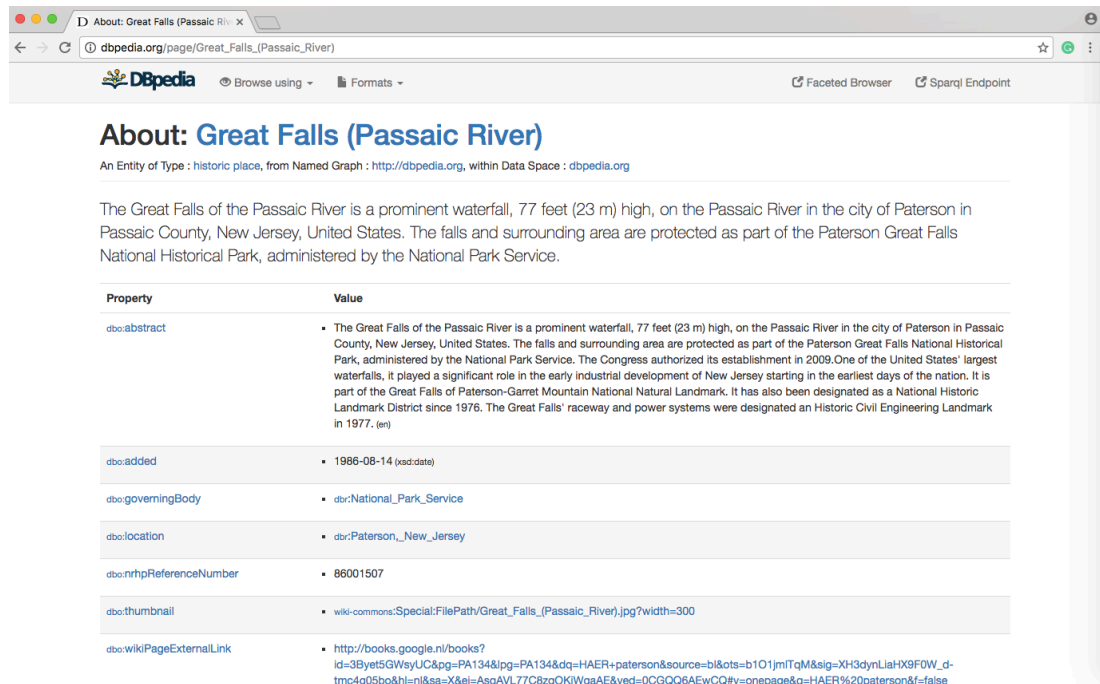 D About: Great Falls (Passaic Riv
dbpedia.org/page/Great_Falls_(Passaic_River)
DBpedia
Browse using
Formats
Faceted Browser
Sparql Endpoint
About: Great Falls (Passaic River)
An Entity of Type : historic place, from Named Graph : http://dbpedia.org, within Data Space : dbpedia.org
The Great Falls of the Passaic River is a prominent waterfall, 77 feet (23 m) high, on the Passaic River in the city of Paterson in
Passaic County, New Jersey, United States. The falls and surrounding area are protected as part of the Paterson Great Falls
National Historical Park, administered by the National Park Service.
Property Value
dbo:abstract
The Great Falls of the Passaic River is a prominent waterfall, 77 feet (23 m) high, on the Passaic River in the city of Paterson in Passaic
County, New Jersey, United States. The falls and surrounding area are protected as part of the Paterson Great Falls National Historical
Park, administered by the National Park Service. The Congress authorized its establishment in 2009.One of the United States' largest
waterfalls, it played a significant role in the early industrial development of New Jersey starting in the earliest days of the nation. It is
part of the Great Falls of Paterson-Garret Mountain National Natural Landmark. It has also been designated as a National Historic
Landmark District since 1976. The Great Falls' raceway and power systems were designated an Historic Civil Engineering Landmark
in 1977. (en)
dbo:added
1986-08-14 (xsd:date)
dbo:governingBody
dbr:National_Park_Service
dbo:location
dbr:Paterson,_New_Jersey
dbo:nrhpReferenceNumber
86001507
dbo:thumbnail
wiki-commons:Special:FilePath/Great_Falls_(Passaic_River).jpg?width=300
dbo:wikiPageExternalLink
http://books.google.nl/books?
id=3Byet5GWsyUC&pg=PA134&lpg=PA134&dq=HAER+paterson&source=bl&ots=b1O1jmlTqM&sig=XH3dynLiaHX9F0W_d-